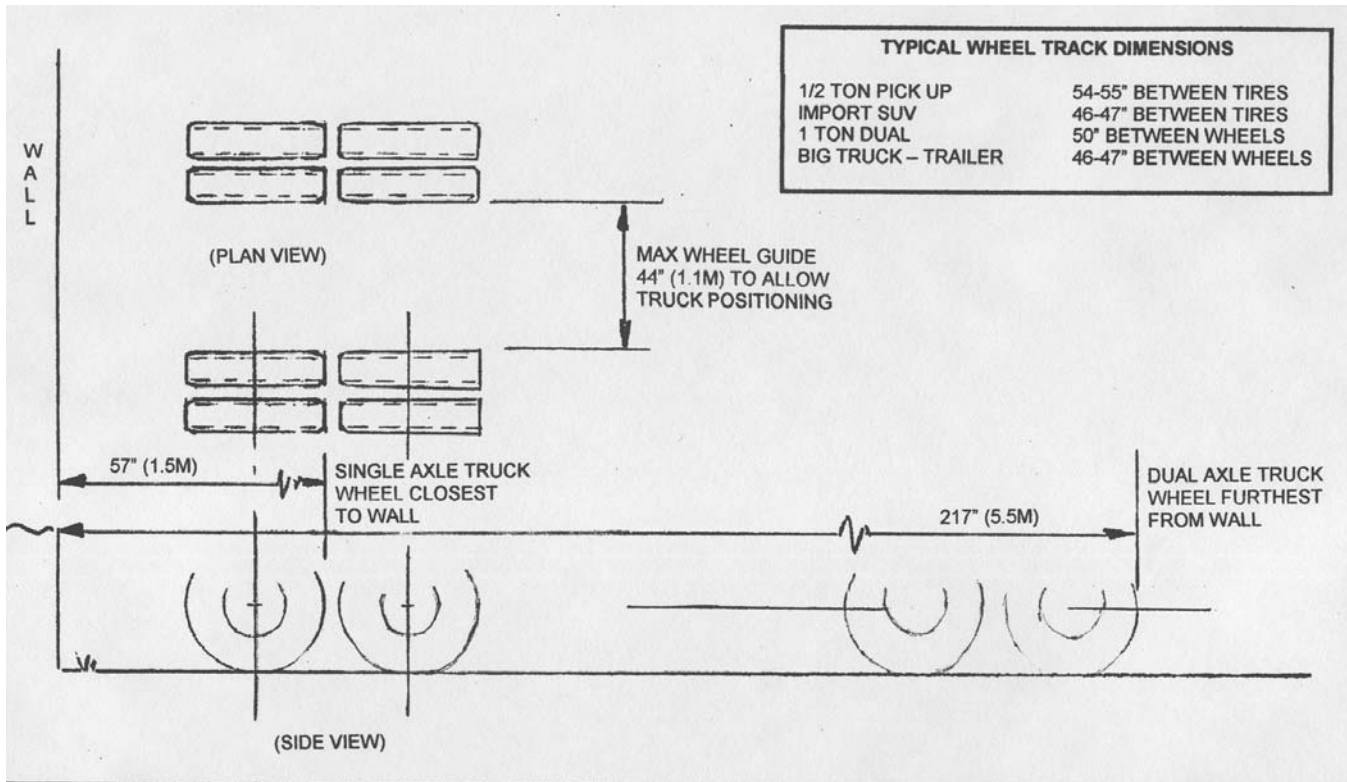 TYPICAL WHEEL TRACK DIMENSIONS
1/2 TON PICK UP 54-55" BETWEEN TIRES
IMPORT SUV 46-47" BETWEEN TIRES
1 TON DUAL 50" BETWEEN WHEELS
BIG TRUCK – TRAILER 46-47" BETWEEN WHEELS
WALL
(PLAN VIEW)
MAX WHEEL GUIDE
44" (1.1M) TO ALLOW
TRUCK POSITIONING
57" (1.5M)
SINGLE AXLE TRUCK
WHEEL CLOSEST
TO WALL
217" (5.5M)
DUAL AXLE TRUCK
WHEEL FURTHEST
FROM WALL
(SIDE VIEW)